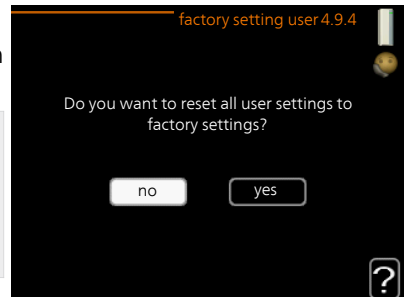 factory setting user 4.9.4
Do you want to reset all user settings to
factory settings?
no yes
?